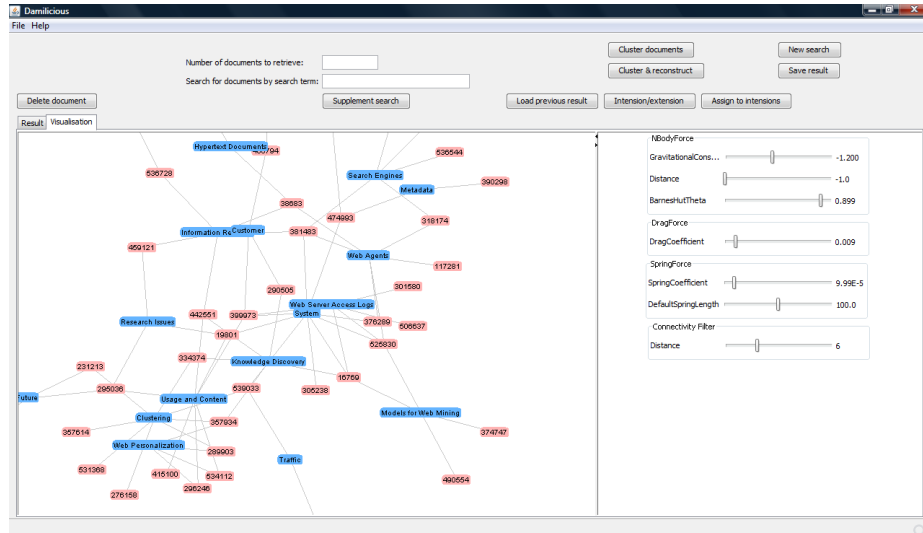 Damilicious
File Help
Cluster documents
New search
Number of documents to retrieve:
Cluster & reconstruct
Save result
Search for documents by search term:
Delete document
Supplement search
Load previous result
Intension/extension
Assign to intensions
Result
Visualisation
NBodyForce
GravitationalCons... -1.200
Distance -1.0
BarnesHutTheta 0.899
DragForce
DragCoefficient 0.009
SpringForce
SpringCoefficient 9.99E-5
DefaultSpringLength 100.0
Connectivity Filter
Distance 6
Hypertext Documents
536544
536728
Search Engines
390298
Metadata
38683
474993
318174
Information Re
Customer
381483
459121
Web Agents
117281
301580
290505
Web Server Access Logs
442551
399973
System
Research Issues
376289
506637
19801
525830
334374
Knowledge Discovery
231213
16769
295036
539033
305238
Future
Usage and Content
Models for Web Mining
Clustering
357934
357614
374747
Web Personalization
289903
Traffic
531368
415100
534112
490554
296246
276158